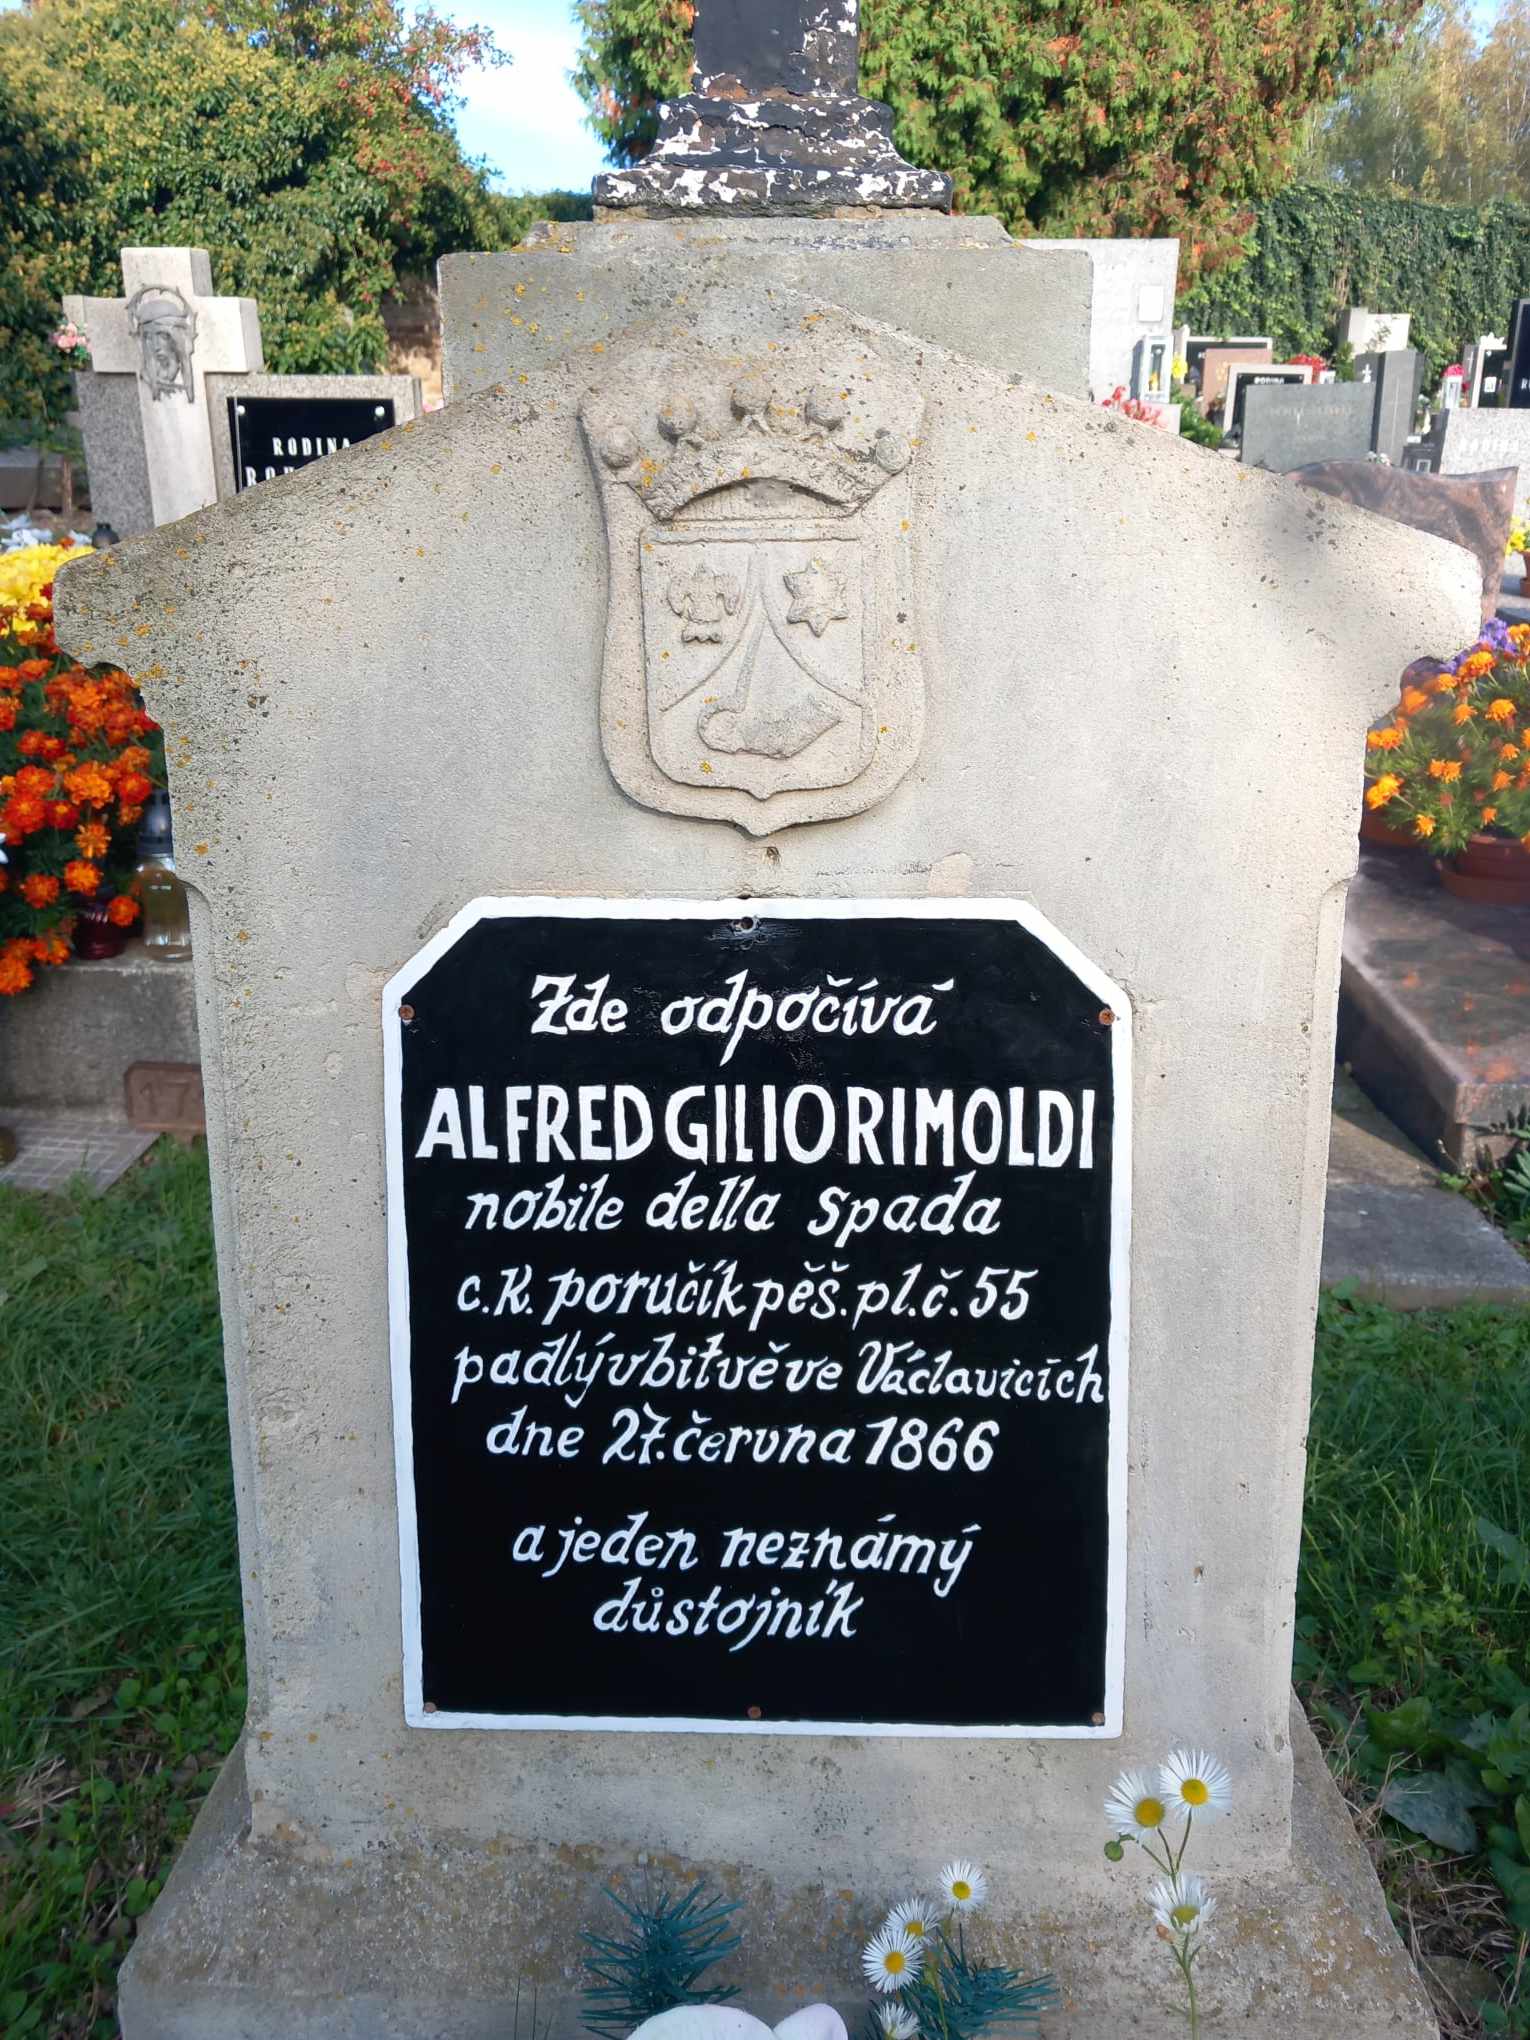 RODINA
Zde odpočívá
ALFRED GILIO RIMOLDI
nobile della spada
c.k. poručík pěš. pl. č. 55
padlý v bitvě ve Václavicích
dne 27. června 1866
a jeden neznámý
důstojník